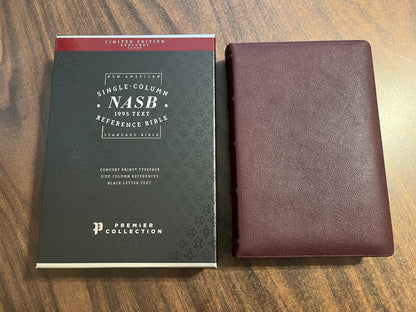 LIMITED EDITION
NEW AMERICAN
SINGLE-COLUMN
NASB
1995 TEXT
REFERENCE BIBLE
STANDARD BIBLE
COMFORT PRINT® TYPEFACE
SIDE-COLUMN REFERENCES
BLACK-LETTER TEXT
P
PREMIER
COLLECTION